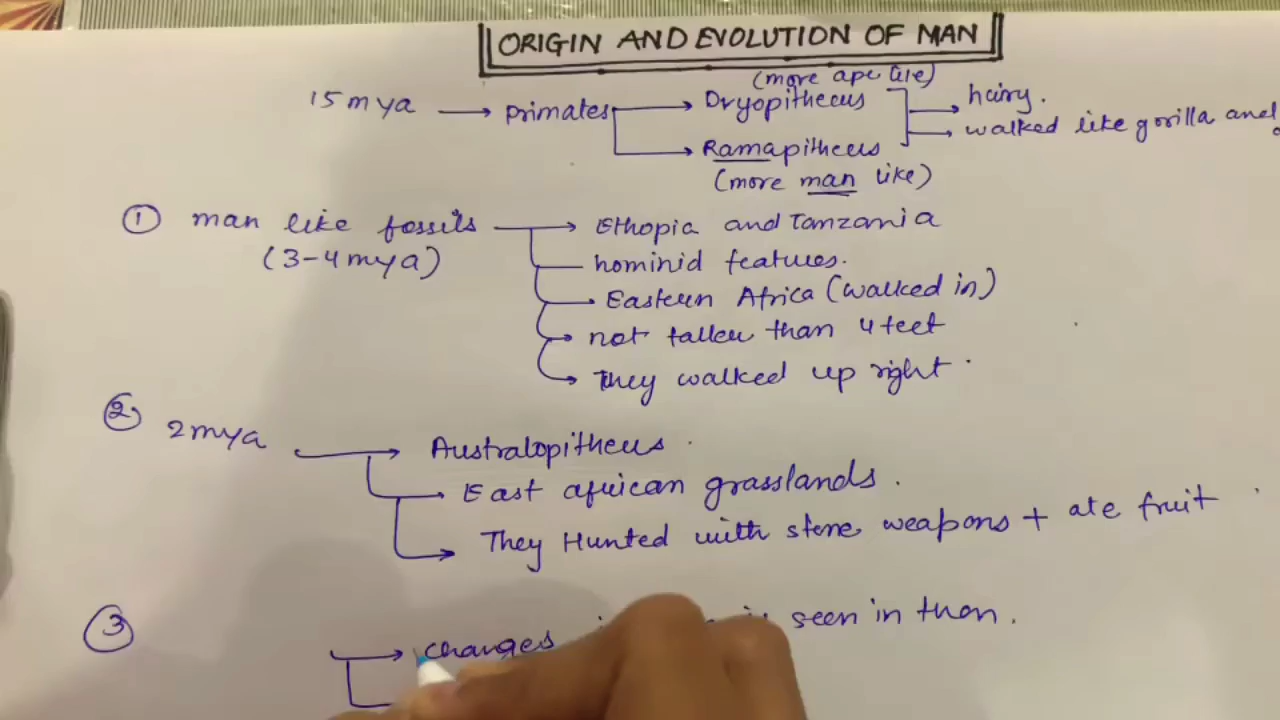 ORIGIN AND EVOLUTION OF MAN
(more ape like)
15 mya → Primates → Dryopithecus → hairy.
→ walked like gorilla and
→ Ramapithecus
(more man like)
① man like fossils → Ethopia and Tanzania
(3-4 mya) hominid features.
→ Eastern Africa (walked in)
→ not taller than 4 feet
→ They walked up right.
② 2 mya → Australopithecus.
→ East african grasslands.
→ They Hunted with stone weapons + ate fruit.
③ → changes seen in then.